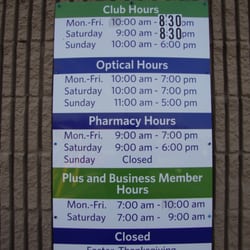 Club Hours
Mon.-Fri. 10:00 am - 8:30 pm
Saturday 9:00 am - 8:30 pm
Sunday 10:00 am - 6:00 pm
Optical Hours
Mon.-Fri. 10:00 am - 7:00 pm
Saturday 10:00 am - 7:00 pm
Sunday 11:00 am - 5:00 pm
Pharmacy Hours
Mon.-Fri. 9:00 am - 7:00 pm
Saturday 9:00 am - 6:00 pm
Sunday Closed
Plus and Business Member
Hours
Mon.-Fri. 7:00 am - 10:00 am
Saturday 7:00 am - 9:00 am
Closed
Easter, Thanksgiving